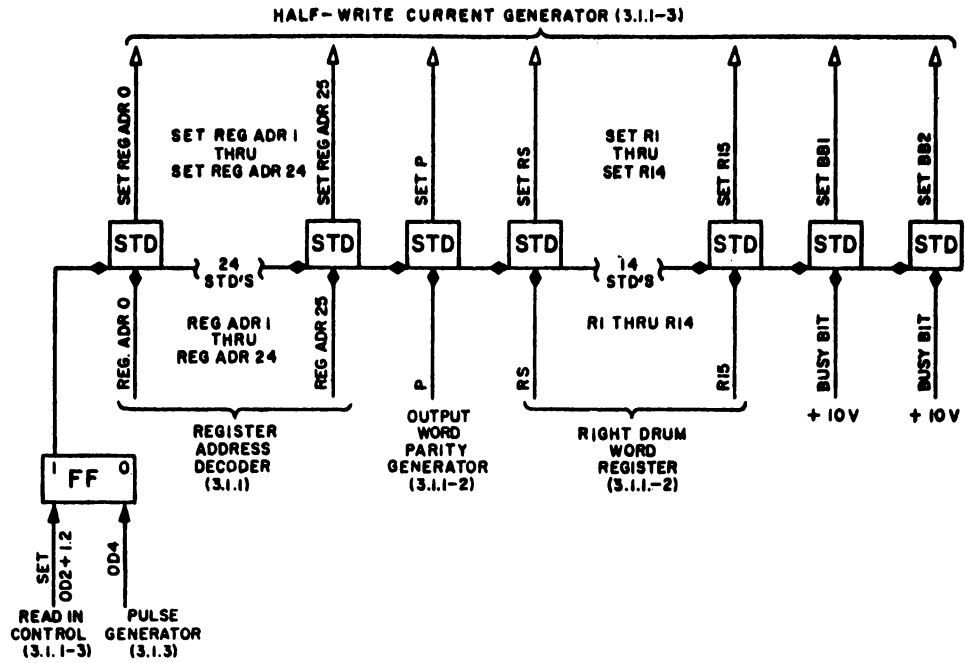 HALF-WRITE CURRENT GENERATOR (3.1.1-3)
SET REG ADR 0
SET REG ADR 1
THRU
SET REG ADR 24
SET REG ADR 25
SET P
SET RS
SET R1
THRU
SET R14
SET R15
SET BB1
SET BB2
STD
STD
STD
STD
STD
STD
STD
24
STD'S
14
STD'S
REG. ADR 0
REG ADR 1
THRU
REG ADR 24
REG ADR 25
P
RS
R1 THRU R14
R15
BUSY BIT
BUSY BIT
+ 10 V
+ 10 V
REGISTER
ADDRESS
DECODER
(3.1.1)
OUTPUT
WORD
PARITY
GENERATOR
(3.1.1-2)
RIGHT DRUM
WORD
REGISTER
(3.1.1.-2)
1 FF 0
SET
OD2+1.2
OD4
READ IN
CONTROL
(3.1.1-3)
PULSE
GENERATOR
(3.1.3)